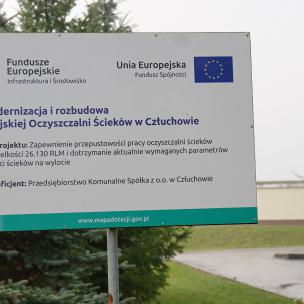 Fundusze
Europejskie
Infrastruktura i Środowisko
Unia Europejska
Fundusz Spójności
dernizacja i rozbudowa
jskiej Oczyszczalni Ścieków w Człuchowie
rojektu: Zapewnienie przepustowości pracy oczyszczalni ścieków
elkości 26,130 RLM i dotrzymanie aktualnie wymaganych parametrów
ci ścieków na wylocie
ficjent: Przedsiębiorstwo Komunalne Spółka z o.o. w Człuchowie
www.mapadotacji.gov.pl